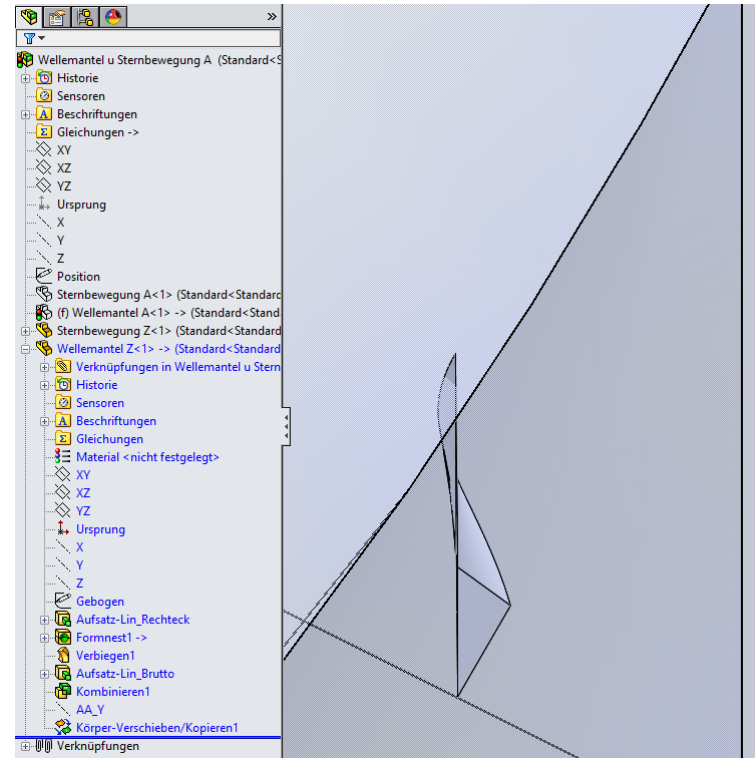 »
Wellemantel u Sternbewegung A (Standard<S
Historie
Sensoren
A Beschriftungen
Σ Gleichungen ->
XY
XZ
YZ
Ursprung
X
Y
Z
Position
Sternbewegung A<1> (Standard<Standard
(f) Wellemantel A<1> -> (Standard<Stand
Sternbewegung Z<1> (Standard<Standard
Wellemantel Z<1> -> (Standard<Standard
Verknüpfungen in Wellemantel u Stern
Historie
Sensoren
A Beschriftungen
Σ Gleichungen
Material <nicht festgelegt>
XY
XZ
YZ
Ursprung
X
Y
Z
Gebogen
Aufsatz-Lin_Rechteck
Formnest1 ->
Verbiegen1
Aufsatz-Lin_Brutto
Kombinieren1
AA_Y
Körper-Verschieben/Kopieren1
Verknüpfungen